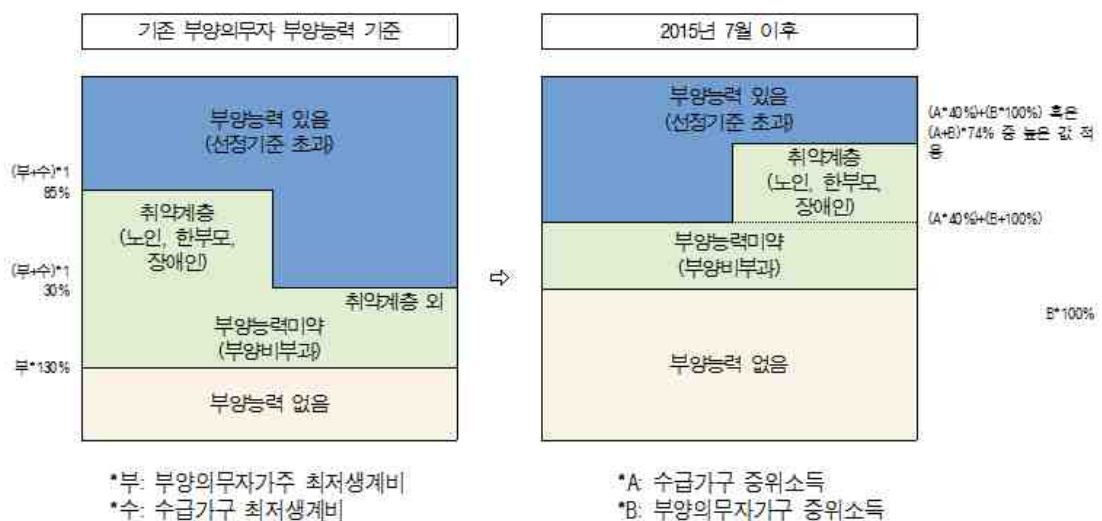 기존 부양의무자 부양능력 기준
부양능력 있음
(선정기준 초과)
(부+수)*1
85%
취약계층
(노인, 한부모,
장애인)
(부+수)*1
30%
취약계층 외
부양능력미약
(부양비부과)
부*130%
부양능력 없음
*부: 부양의무자가주 최저생계비
*수: 수급가구 최저생계비
⇨
2015년 7월 이후
부양능력 있음
(선정기준 초과)
(A*40%)+(B*100%) 혹은
(A+B)*74% 중 높은 값 적
용
취약계층
(노인, 한부모,
장애인)
(A*40%)+(B+100%)
부양능력미약
(부양비부과)
B*100%
부양능력 없음
*A: 수급가구 중위소득
*B: 부양의무자가구 중위소득